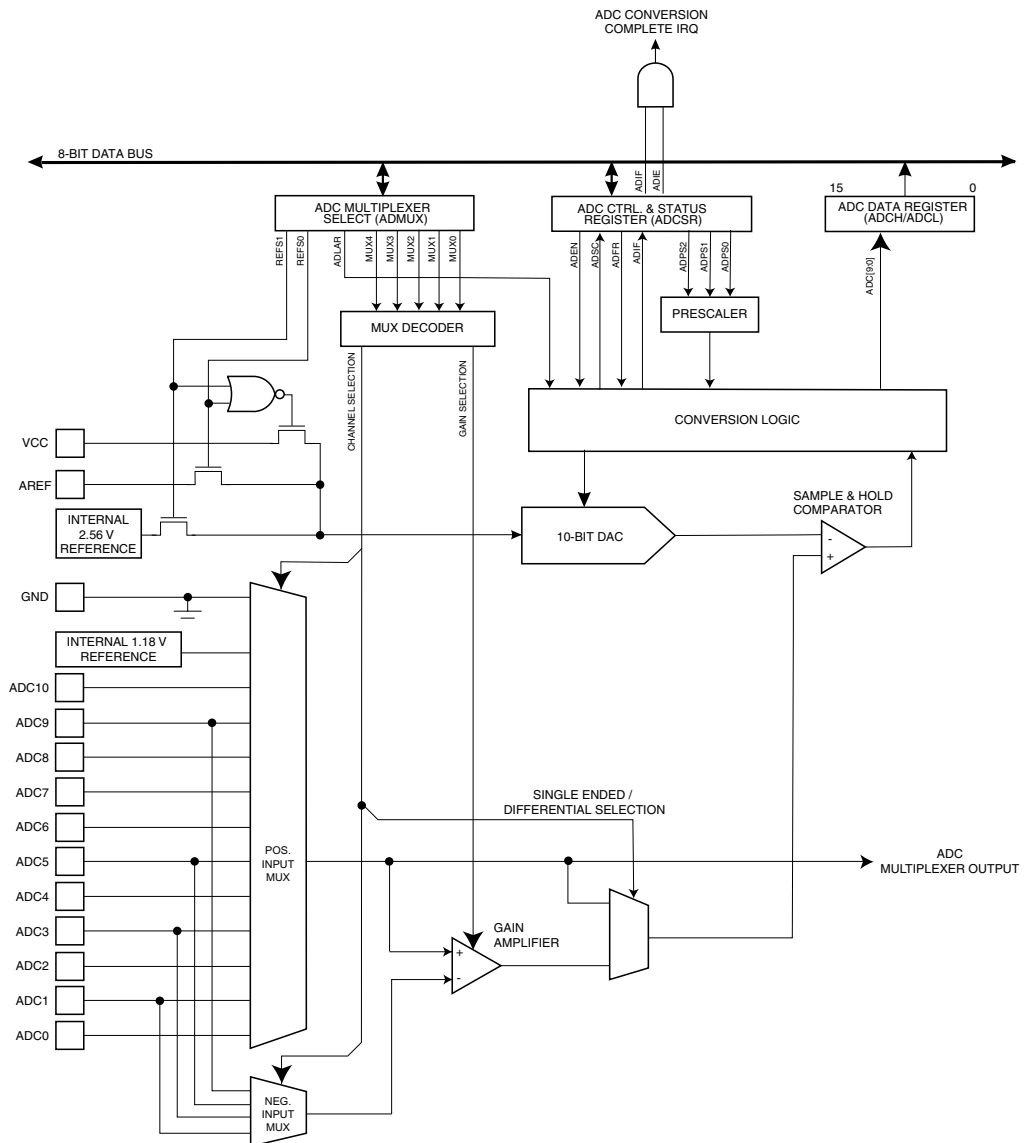 ADC CONVERSION
COMPLETE IRQ
8-BIT DATA BUS
ADIF
ADIE
15
0
ADC MULTIPLEXER
SELECT (ADMUX)
ADC CTRL. & STATUS
REGISTER (ADCSR)
ADC DATA REGISTER
(ADCH/ADCL)
REFS1
REFS0
ADLAR
MUX4
MUX3
MUX2
MUX1
MUX0
ADEN
ADSC
ADFR
ADIF
ADPS2
ADPS1
ADPS0
ADC[9:0]
MUX DECODER
PRESCALER
CHANNEL SELECTION
GAIN SELECTION
CONVERSION LOGIC
VCC
AREF
INTERNAL
2.56 V
REFERENCE
10-BIT DAC
SAMPLE & HOLD
COMPARATOR
-
+
GND
INTERNAL 1.18 V
REFERENCE
ADC10
ADC9
ADC8
ADC7
ADC6
ADC5
ADC4
ADC3
ADC2
ADC1
ADC0
POS.
INPUT
MUX
SINGLE ENDED /
DIFFERENTIAL SELECTION
ADC
MULTIPLEXER OUTPUT
GAIN
AMPLIFIER
+
-
NEG.
INPUT
MUX